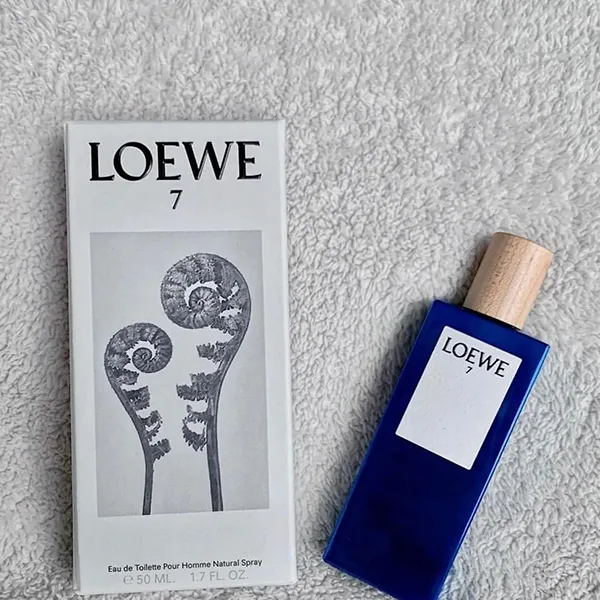 LOEWE
7
Eau de Toilette Pour Homme Natural Spray
℮ 50 ML. 1.7 FL. OZ.
LOEWE
7